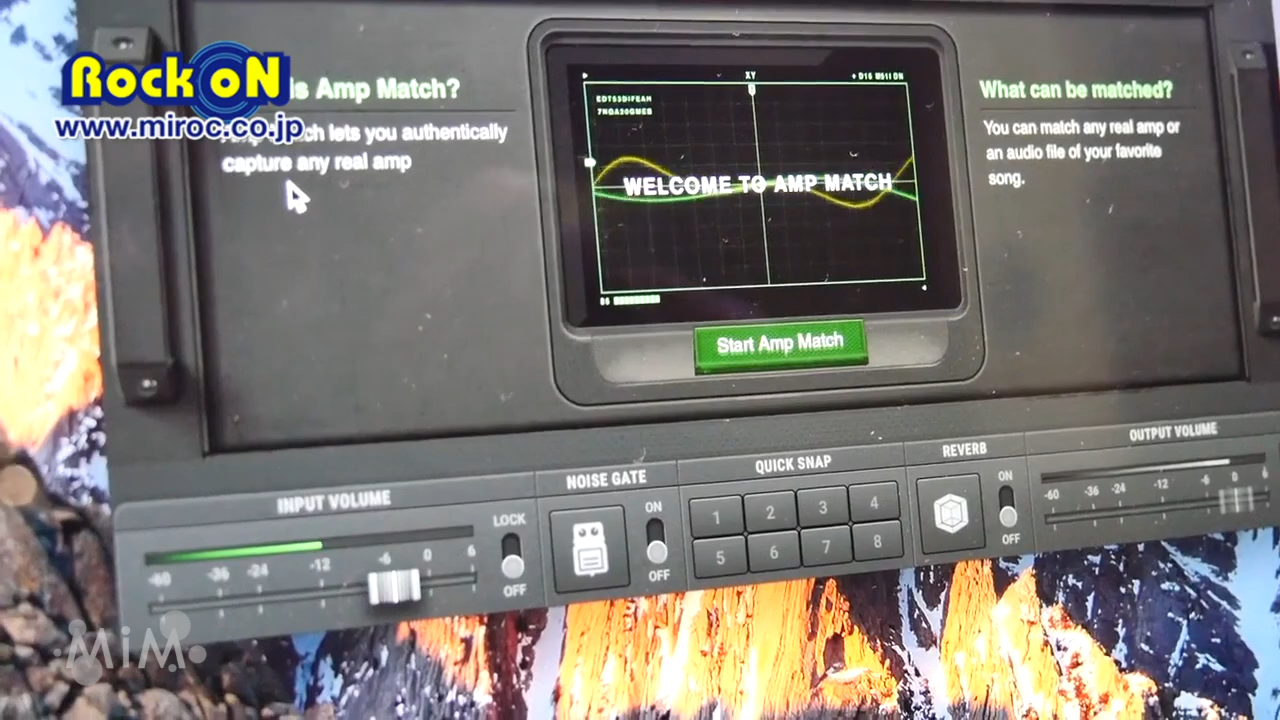 Rock oN
www.miroc.co.jp
Amp Match?
lets you authentically
capture any real amp
XY
WELCOME TO AMP MATCH
Start Amp Match
What can be matched?
You can match any real amp or
an audio file of your favorite
song.
INPUT VOLUME
-60 -36 -24 -12 -6 0 6
LOCK
OFF
NOISE GATE
ON
OFF
QUICK SNAP
1 2 3 4
5 6 7 8
REVERB
ON
OFF
OUTPUT VOLUME
-60 -36 -24 -12 -6 0 6
MiM